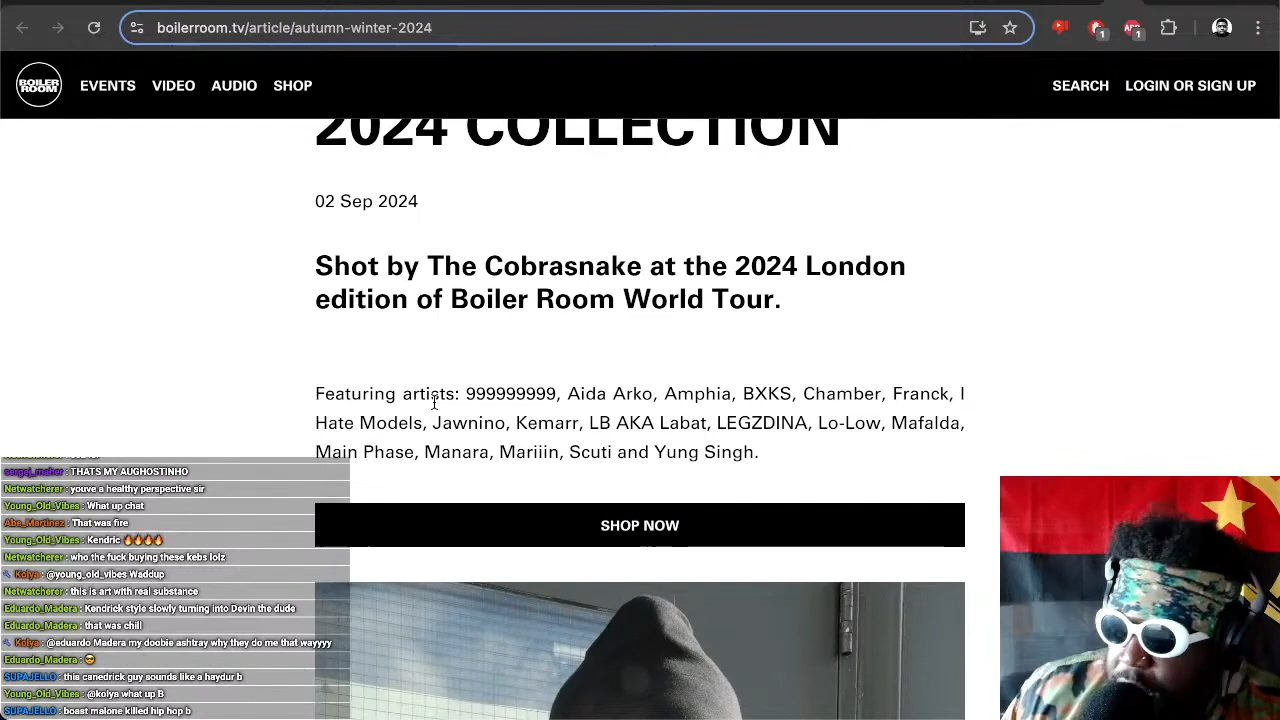 boilerroom.tv/article/autumn-winter-2024
1
1
BOILER
ROOM
EVENTS
VIDEO
AUDIO
SHOP
SEARCH
LOGIN OR SIGN UP
2024 COLLECTION
02 Sep 2024
Shot by The Cobrasnake at the 2024 London
edition of Boiler Room World Tour.
Featuring artists: 999999999, Aida Arko, Amphia, BXKS, Chamber, Franck, I
Hate Models, Jawnino, Kemarr, LB AKA Labat, LEGZDINA, Lo-Low, Mafalda,
Main Phase, Manara, Mariiin, Scuti and Yung Singh.
SHOP NOW
sergej_maher : THATS MY AUGHOSTINHO
Netwatcherer : youve a healthy perspective sir
Young_Old_Vibes : What up chat
Abe_Martinez : That was fire
Young_Old_Vibes : Kendric 🔥🔥🔥🔥
Netwatcherer : who the fuck buying these kebs lolz
Kolya : @young_old_vibes Waddup
Netwatcherer : this is art with real substance
Eduardo_Madera : Kendrick style slowly turning into Devin the dude
Eduardo_Madera : that was chill
Kolya : @eduardo Madera my doobie ashtray why they do me that wayyyy
Eduardo_Madera : 😎
SUPAJELLO : this canedrick guy sounds like a haydur b
Young_Old_Vibes : @kolya what up B
SUPAJELLO : boast malone killed hip hop b